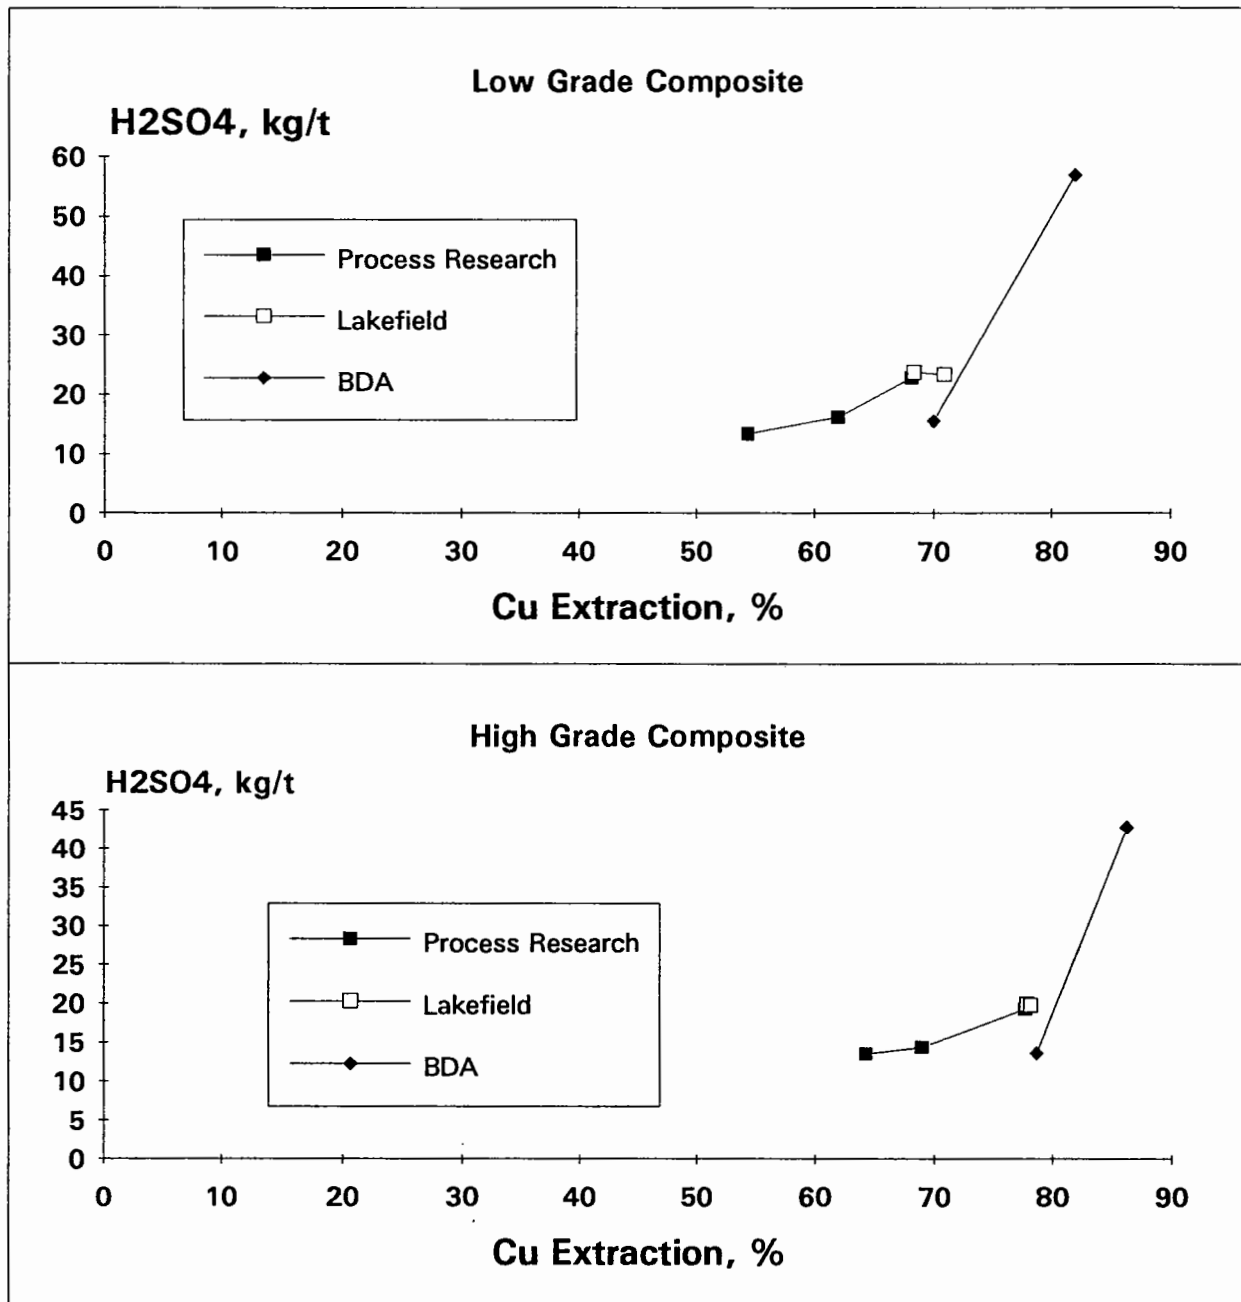 Low Grade Composite
H2SO4, kg/t
60
50
40
30
20
10
0
Process Research
Lakefield
BDA
0 10 20 30 40 50 60 70 80 90
Cu Extraction, %
High Grade Composite
H2SO4, kg/t
45
40
35
30
25
20
15
10
5
0
Process Research
Lakefield
BDA
0 10 20 30 40 50 60 70 80 90
Cu Extraction, %